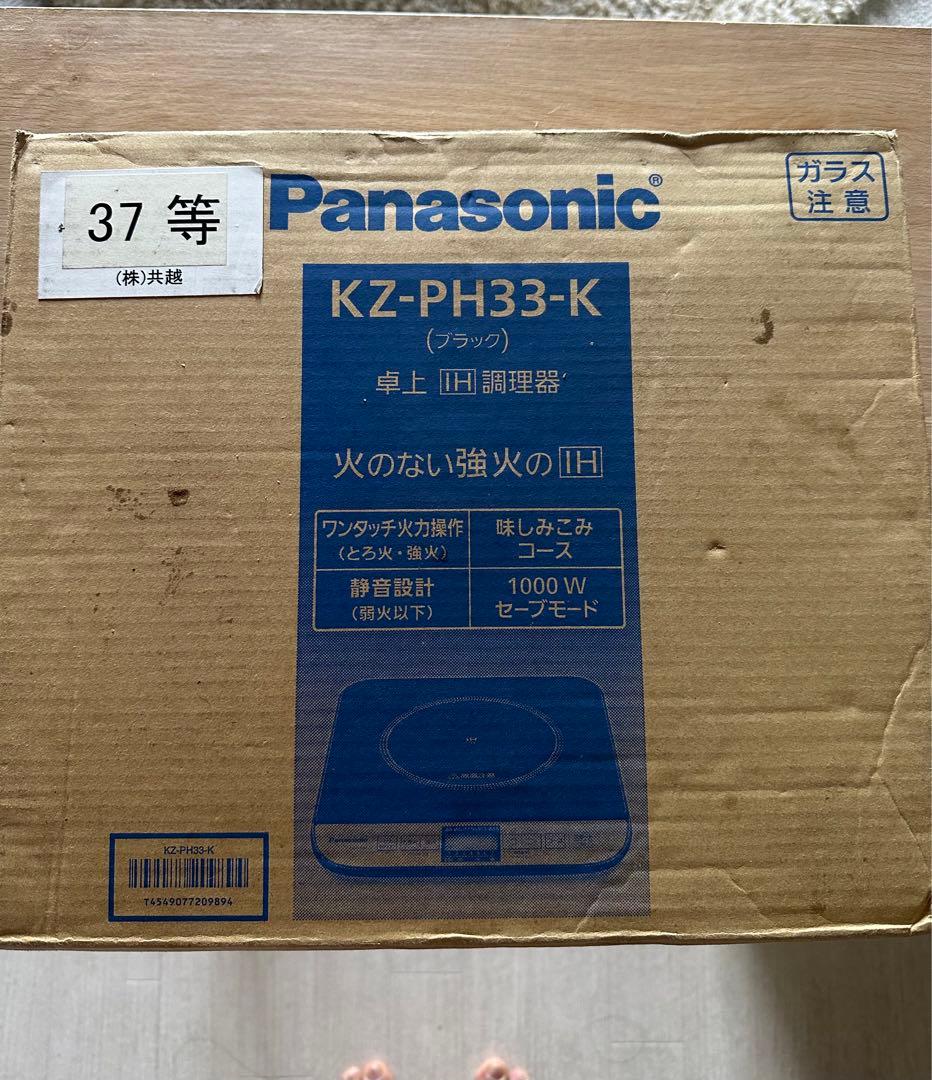 37 等
(株)共越
Panasonic®
ガラス
注意
KZ-PH33-K
(ブラック)
卓上 IH 調理器
火のない強火の IH
ワンタッチ火力操作
(とろ火・強火)
味しみこみ
コース
静音設計
(弱火以下)
1000 W
セーブモード
IH
Panasonic
KZ-PH33-K
T4549077209894